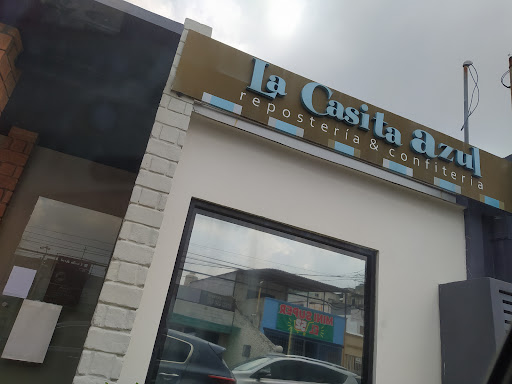 La Casita azul
repostería & confitería